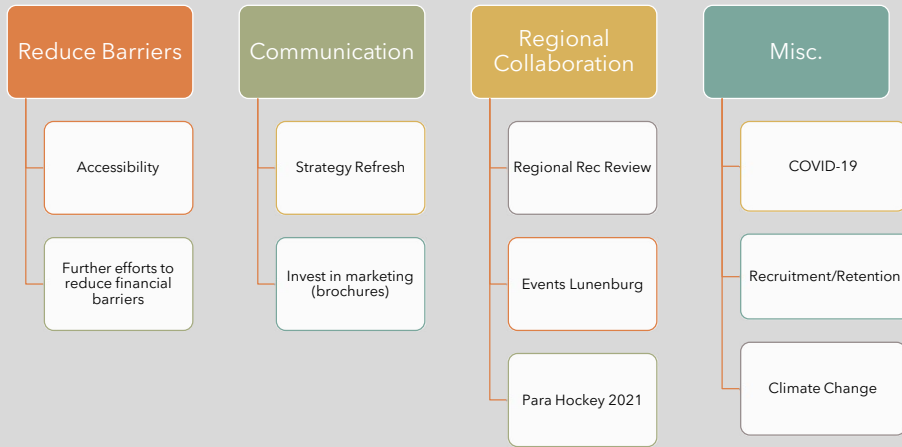 Reduce Barriers
Accessibility
Further efforts to
reduce financial
barriers
Communication
Strategy Refresh
Invest in marketing
(brochures)
Regional
Collaboration
Regional Rec Review
Events Lunenburg
Para Hockey 2021
Misc.
COVID-19
Recruitment/Retention
Climate Change